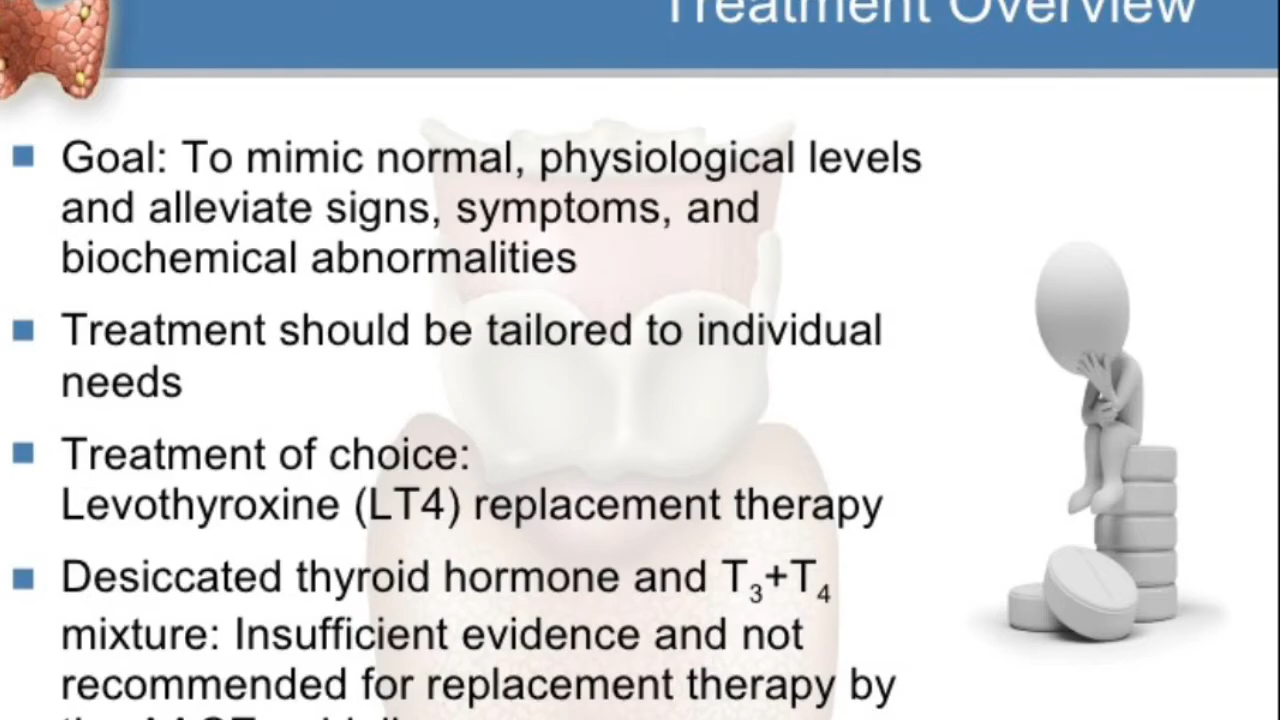 Treatment Overview
Goal: To mimic normal, physiological levels
and alleviate signs, symptoms, and
biochemical abnormalities
Treatment should be tailored to individual
needs
Treatment of choice:
Levothyroxine (LT4) replacement therapy
Desiccated thyroid hormone and T₃+T₄
mixture: Insufficient evidence and not
recommended for replacement therapy by